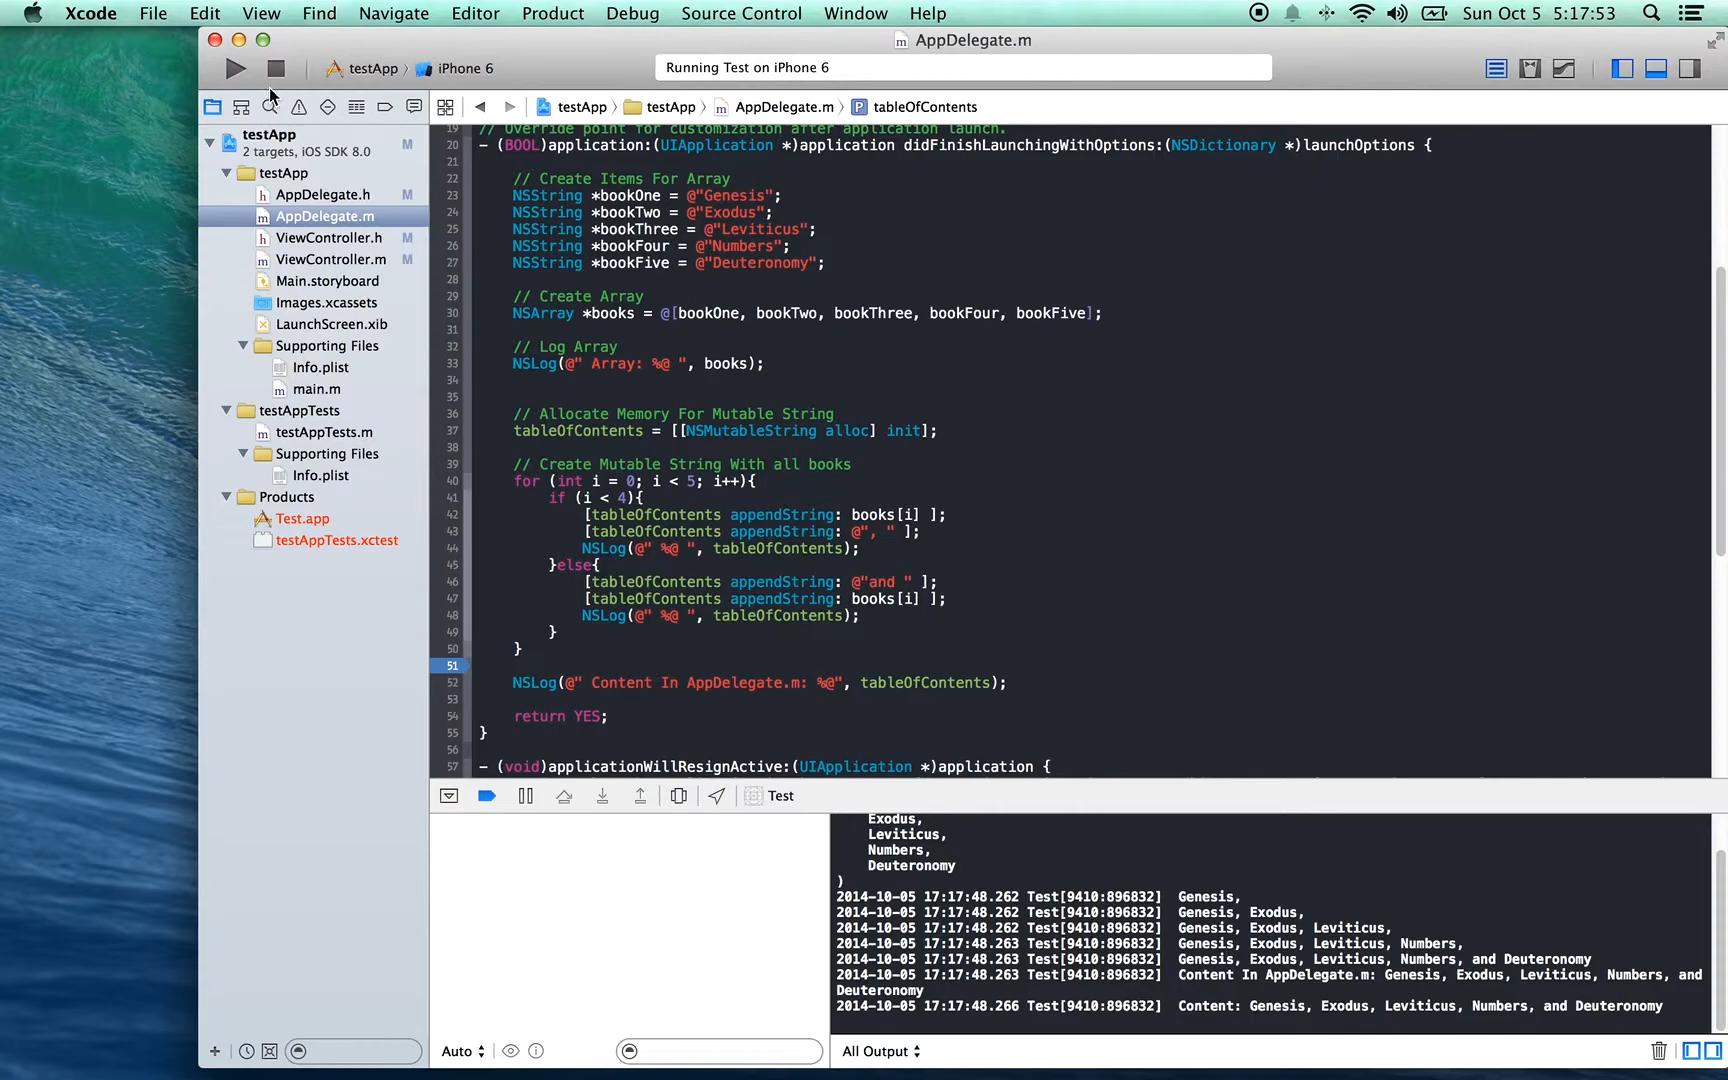 Xcode File Edit View Find Navigate Editor Product Debug Source Control Window Help Sun Oct 5 5:17:53
m AppDelegate.m
testApp iPhone 6 Running Test on iPhone 6
testApp testApp m AppDelegate.m P tableOfContents
testApp M
2 targets, iOS SDK 8.0
testApp
h AppDelegate.h M
m AppDelegate.m
h ViewController.h M
m ViewController.m M
Main.storyboard
Images.xcassets
LaunchScreen.xib
Supporting Files
Info.plist
m main.m
testAppTests
m testAppTests.m
Supporting Files
Info.plist
Products
Test.app
testAppTests.xctest
19 // Override point for customization after application launch.
20 - (BOOL)application:(UIApplication *)application didFinishLaunchingWithOptions:(NSDictionary *)launchOptions {
21
22 // Create Items For Array
23 NSString *bookOne = @"Genesis";
24 NSString *bookTwo = @"Exodus";
25 NSString *bookThree = @"Leviticus";
26 NSString *bookFour = @"Numbers";
27 NSString *bookFive = @"Deuteronomy";
28
29 // Create Array
30 NSArray *books = @[bookOne, bookTwo, bookThree, bookFour, bookFive];
31
32 // Log Array
33 NSLog(@" Array: %@ ", books);
34
35
36 // Allocate Memory For Mutable String
37 tableOfContents = [[NSMutableString alloc] init];
38
39 // Create Mutable String With all books
40 for (int i = 0; i < 5; i++){
41 if (i < 4){
42 [tableOfContents appendString: books[i] ];
43 [tableOfContents appendString: @", " ];
44 NSLog(@" %@ ", tableOfContents);
45 }else{
46 [tableOfContents appendString: @"and " ];
47 [tableOfContents appendString: books[i] ];
48 NSLog(@" %@ ", tableOfContents);
49 }
50 }
51
52 NSLog(@" Content In AppDelegate.m: %@", tableOfContents);
53
54 return YES;
55 }
56
57 - (void)applicationWillResignActive:(UIApplication *)application {
Test
Exodus,
Leviticus,
Numbers,
Deuteronomy
)
2014-10-05 17:17:48.262 Test[9410:896832] Genesis,
2014-10-05 17:17:48.262 Test[9410:896832] Genesis, Exodus,
2014-10-05 17:17:48.262 Test[9410:896832] Genesis, Exodus, Leviticus,
2014-10-05 17:17:48.263 Test[9410:896832] Genesis, Exodus, Leviticus, Numbers,
2014-10-05 17:17:48.263 Test[9410:896832] Genesis, Exodus, Leviticus, Numbers, and Deuteronomy
2014-10-05 17:17:48.263 Test[9410:896832] Content In AppDelegate.m: Genesis, Exodus, Leviticus, Numbers, and
Deuteronomy
2014-10-05 17:17:48.266 Test[9410:896832] Content: Genesis, Exodus, Leviticus, Numbers, and Deuteronomy
Auto All Output